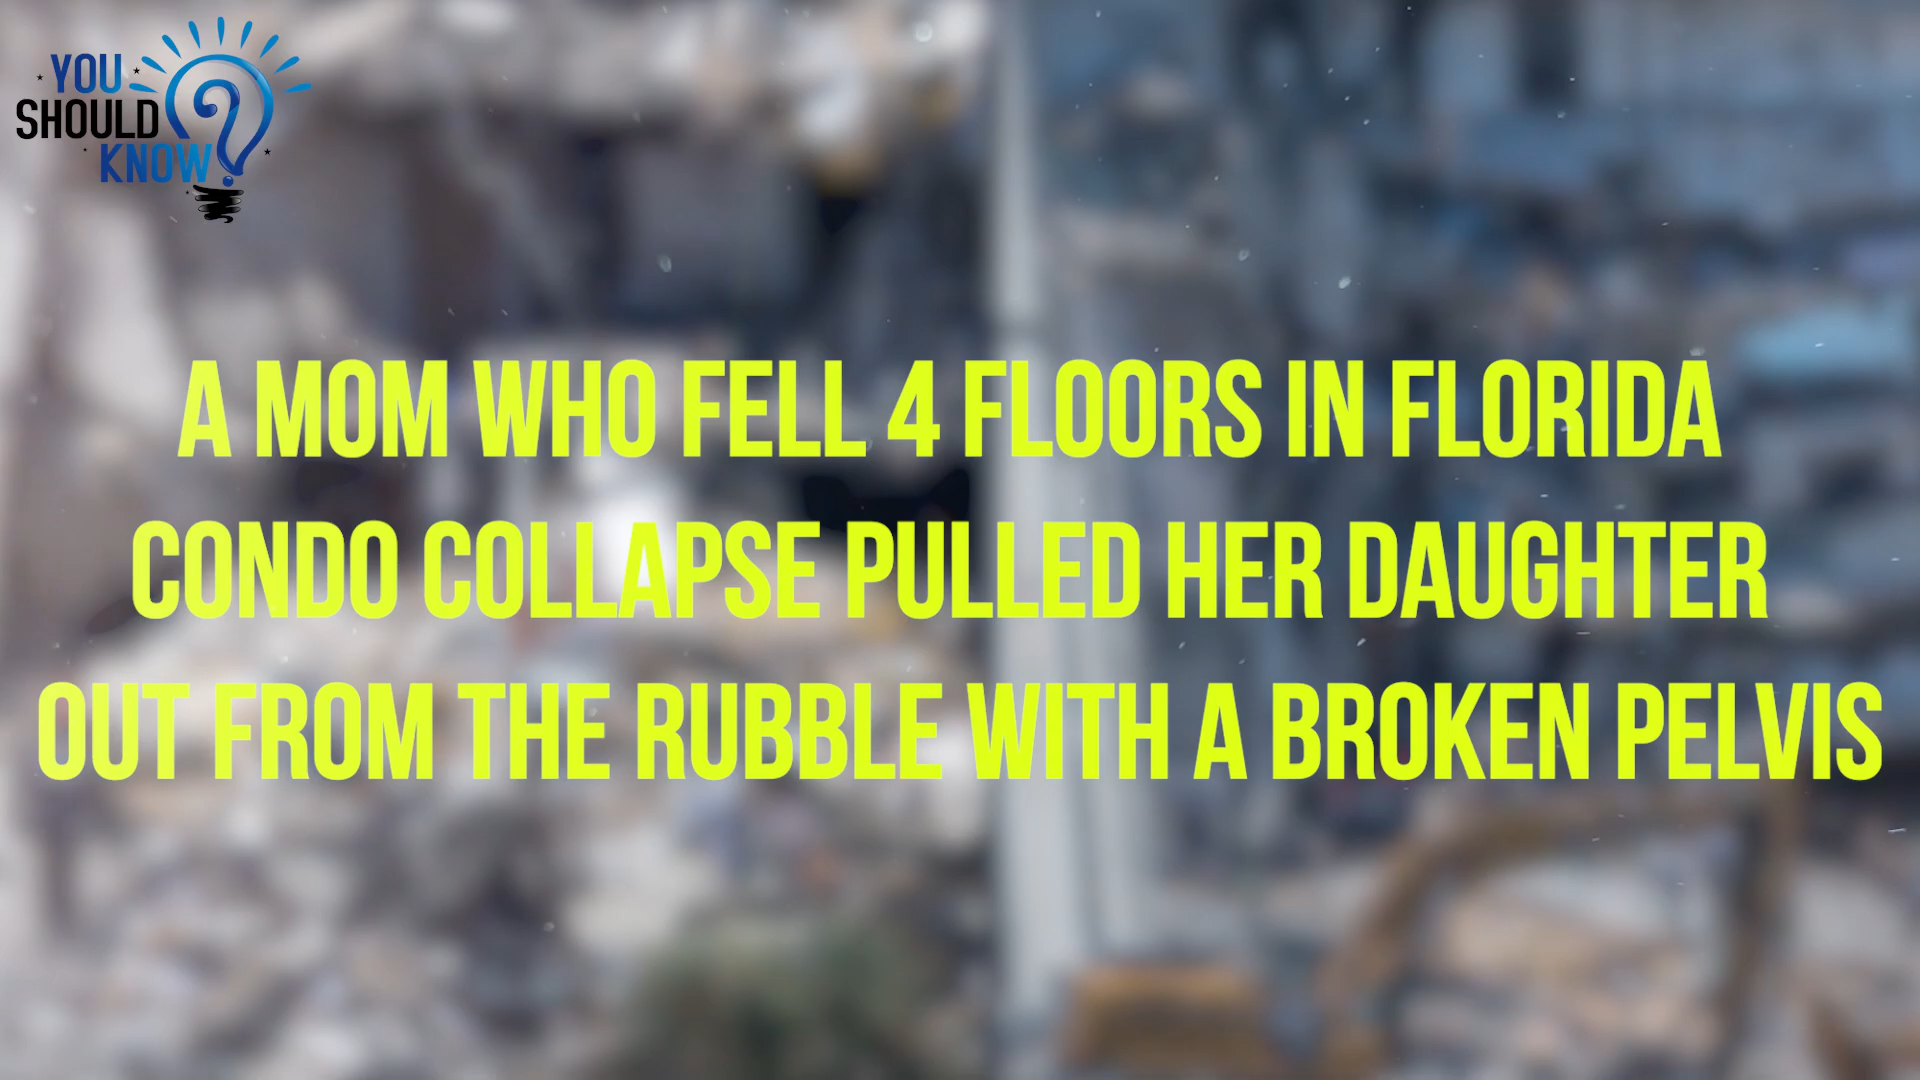 YOU
SHOULD
KNOW
A MOM WHO FELL 4 FLOORS IN FLORIDA
CONDO COLLAPSE PULLED HER DAUGHTER
OUT FROM THE RUBBLE WITH A BROKEN PELVIS